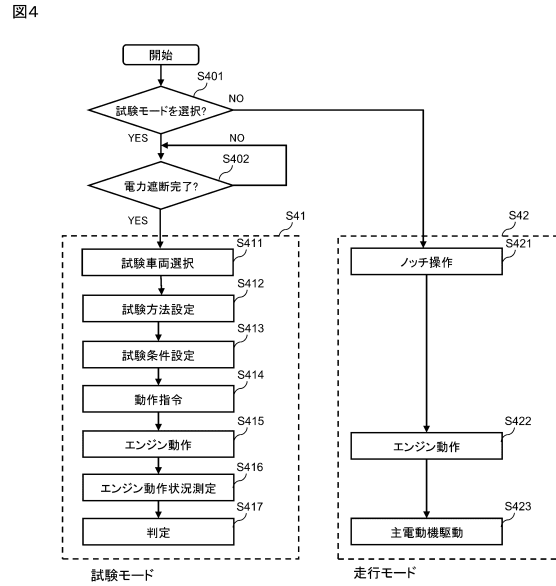 図4
開始
S401
試験モードを選択?
NO
YES
NO
S402
電力遮断完了?
YES
S41
S42
S411
試験車両選択
S421
ノッチ操作
S412
試験方法設定
S413
試験条件設定
S414
動作指令
S415
エンジン動作
S422
エンジン動作
S416
エンジン動作状況測定
S417
判定
S423
主電動機駆動
試験モード
走行モード